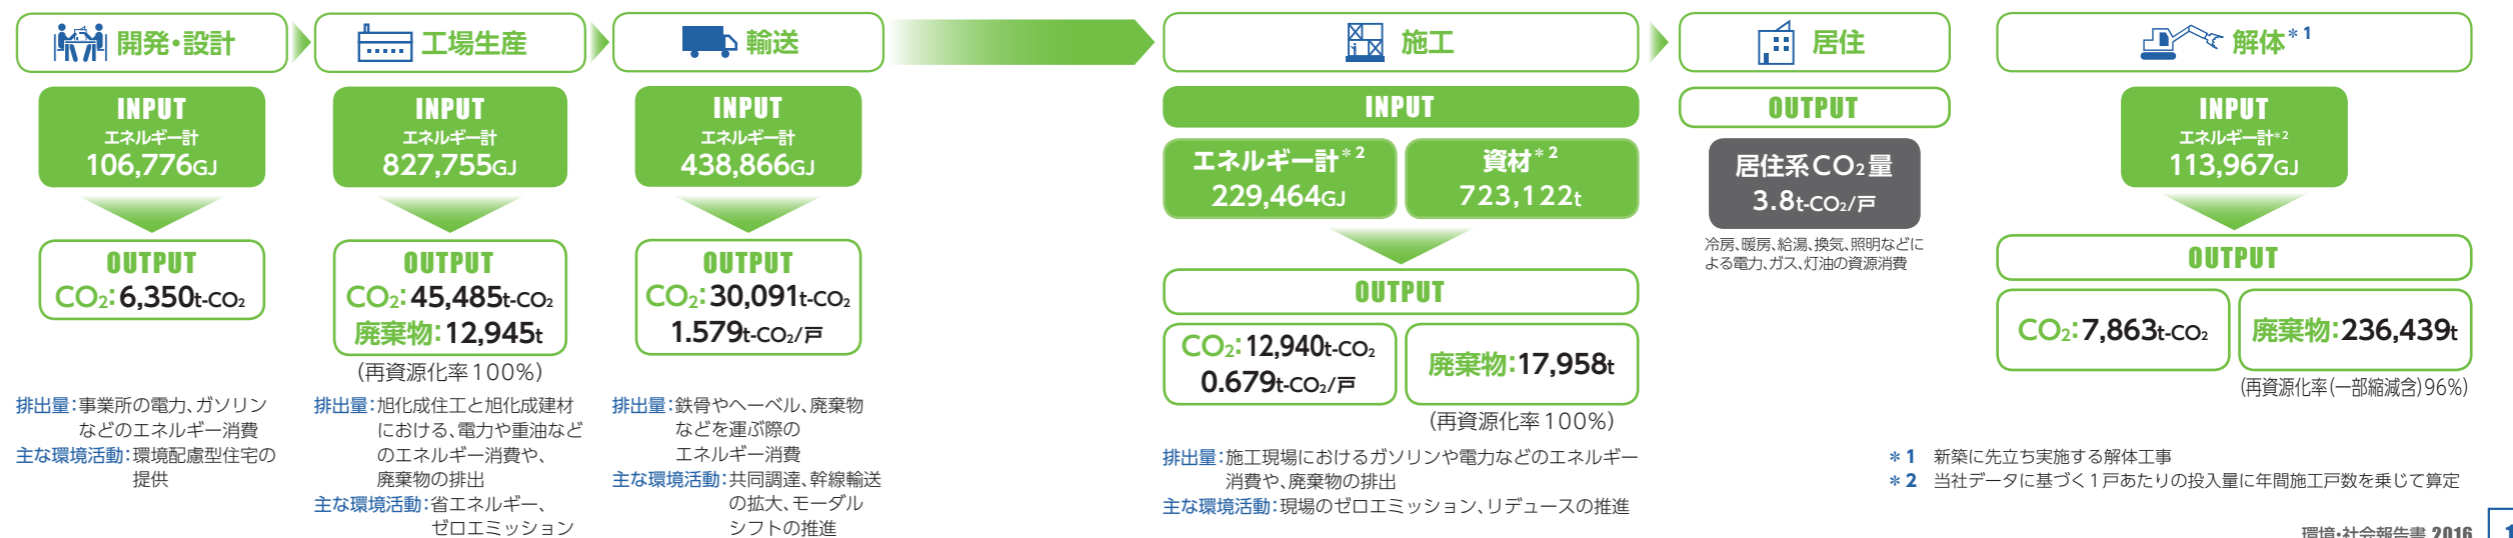 開発・設計
INPUT
エネルギー計
106,776GJ
OUTPUT
CO₂:6,350t-CO₂
排出量:事業所の電力、ガソリン
などのエネルギー消費
主な環境活動:環境配慮型住宅の
提供
工場生産
INPUT
エネルギー計
827,755GJ
OUTPUT
CO₂:45,485t-CO₂
廃棄物:12,945t
(再資源化率100%)
排出量:旭化成住工と旭化成建材
における、電力や重油など
のエネルギー消費や、
廃棄物の排出
主な環境活動:省エネルギー、
ゼロエミッション
輸送
INPUT
エネルギー計
438,866GJ
OUTPUT
CO₂:30,091t-CO₂
1.579t-CO₂/戸
排出量:鉄骨やヘーベル、廃棄物
などを運ぶ際の
エネルギー消費
主な環境活動:共同調達、幹線輸送
の拡大、モーダル
シフトの推進
施工
INPUT
エネルギー計*2
229,464GJ
資材*2
723,122t
OUTPUT
CO₂:12,940t-CO₂
0.679t-CO₂/戸
廃棄物:17,958t
(再資源化率100%)
排出量:施工現場におけるガソリンや電力などのエネルギー
消費や、廃棄物の排出
主な環境活動:現場のゼロエミッション、リデュースの推進
居住
OUTPUT
居住系CO₂量
3.8t-CO₂/戸
冷房、暖房、給湯、換気、照明などに
よる電力、ガス、灯油の資源消費
解体*1
INPUT
エネルギー計*2
113,967GJ
OUTPUT
CO₂:7,863t-CO₂
廃棄物:236,439t
(再資源化率(一部縮減含)96%)
*1 新築に先立ち実施する解体工事
*2 当社データに基づく1戸あたりの投入量に年間施工戸数を乗じて算定
環境・社会報告書 2016